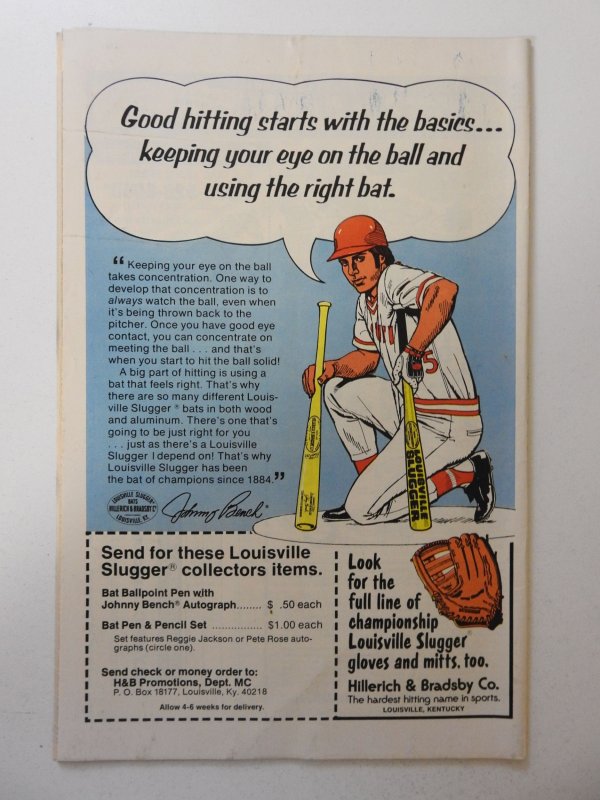 Good hitting starts with the basics...
keeping your eye on the ball and
using the right bat.
“ Keeping your eye on the ball
takes concentration. One way to
develop that concentration is to
always watch the ball, even when
it's being thrown back to the
pitcher. Once you have good eye
contact, you can concentrate on
meeting the ball . . . and that's
when you start to hit the ball solid!
A big part of hitting is using a
bat that feels right. That's why
there are so many different Louis-
ville Slugger ® bats in both wood
and aluminum. There's one that's
going to be just right for you
. . . just as there's a Louisville
Slugger I depend on! That's why
Louisville Slugger has been
the bat of champions since 1884.”
LOUISVILLE SLUGGER
BATS
HILLERICH & BRADSBY Co
LOUISVILLE, KY.
Johnny Bench
5
LOUISVILLE
SLUGGER
Send for these Louisville
Slugger® collectors items.
Bat Ballpoint Pen with
Johnny Bench® Autograph........ $ .50 each
Bat Pen & Pencil Set ................ $1.00 each
Set features Reggie Jackson or Pete Rose auto-
graphs (circle one).
Send check or money order to:
H&B Promotions, Dept. MC
P. O. Box 18177, Louisville, Ky. 40218
Allow 4-6 weeks for delivery.
Look
for the
full line of
championship
Louisville Slugger®
gloves and mitts, too.
Hillerich & Bradsby Co.
The hardest hitting name in sports.
LOUISVILLE, KENTUCKY